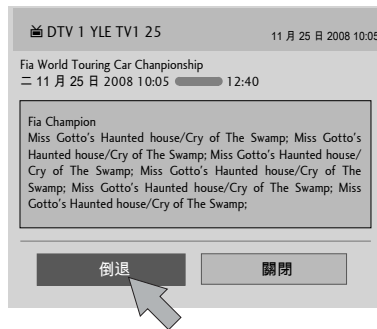 DTV 1 YLE TV1 25
11 月 25 日 2008 10:05
Fia World Touring Car Chanpionship
二 11 月 25 日 2008 10:05 12:40
Fia Champion
Miss Gotto's Haunted house/Cry of The Swamp; Miss Gotto's
Haunted house/Cry of The Swamp; Miss Gotto's Haunted house/
Cry of The Swamp; Miss Gotto's Haunted house/Cry of The
Swamp; Miss Gotto's Haunted house/Cry of The Swamp; Miss
Gotto's Haunted house/Cry of The Swamp;
倒退
關閉